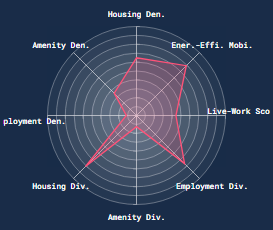 Housing Den.
Amenity Den.
Ener.-Effi. Mobi.
Live-Work Sco
ployment Den.
Housing Div.
Employment Div.
Amenity Div.